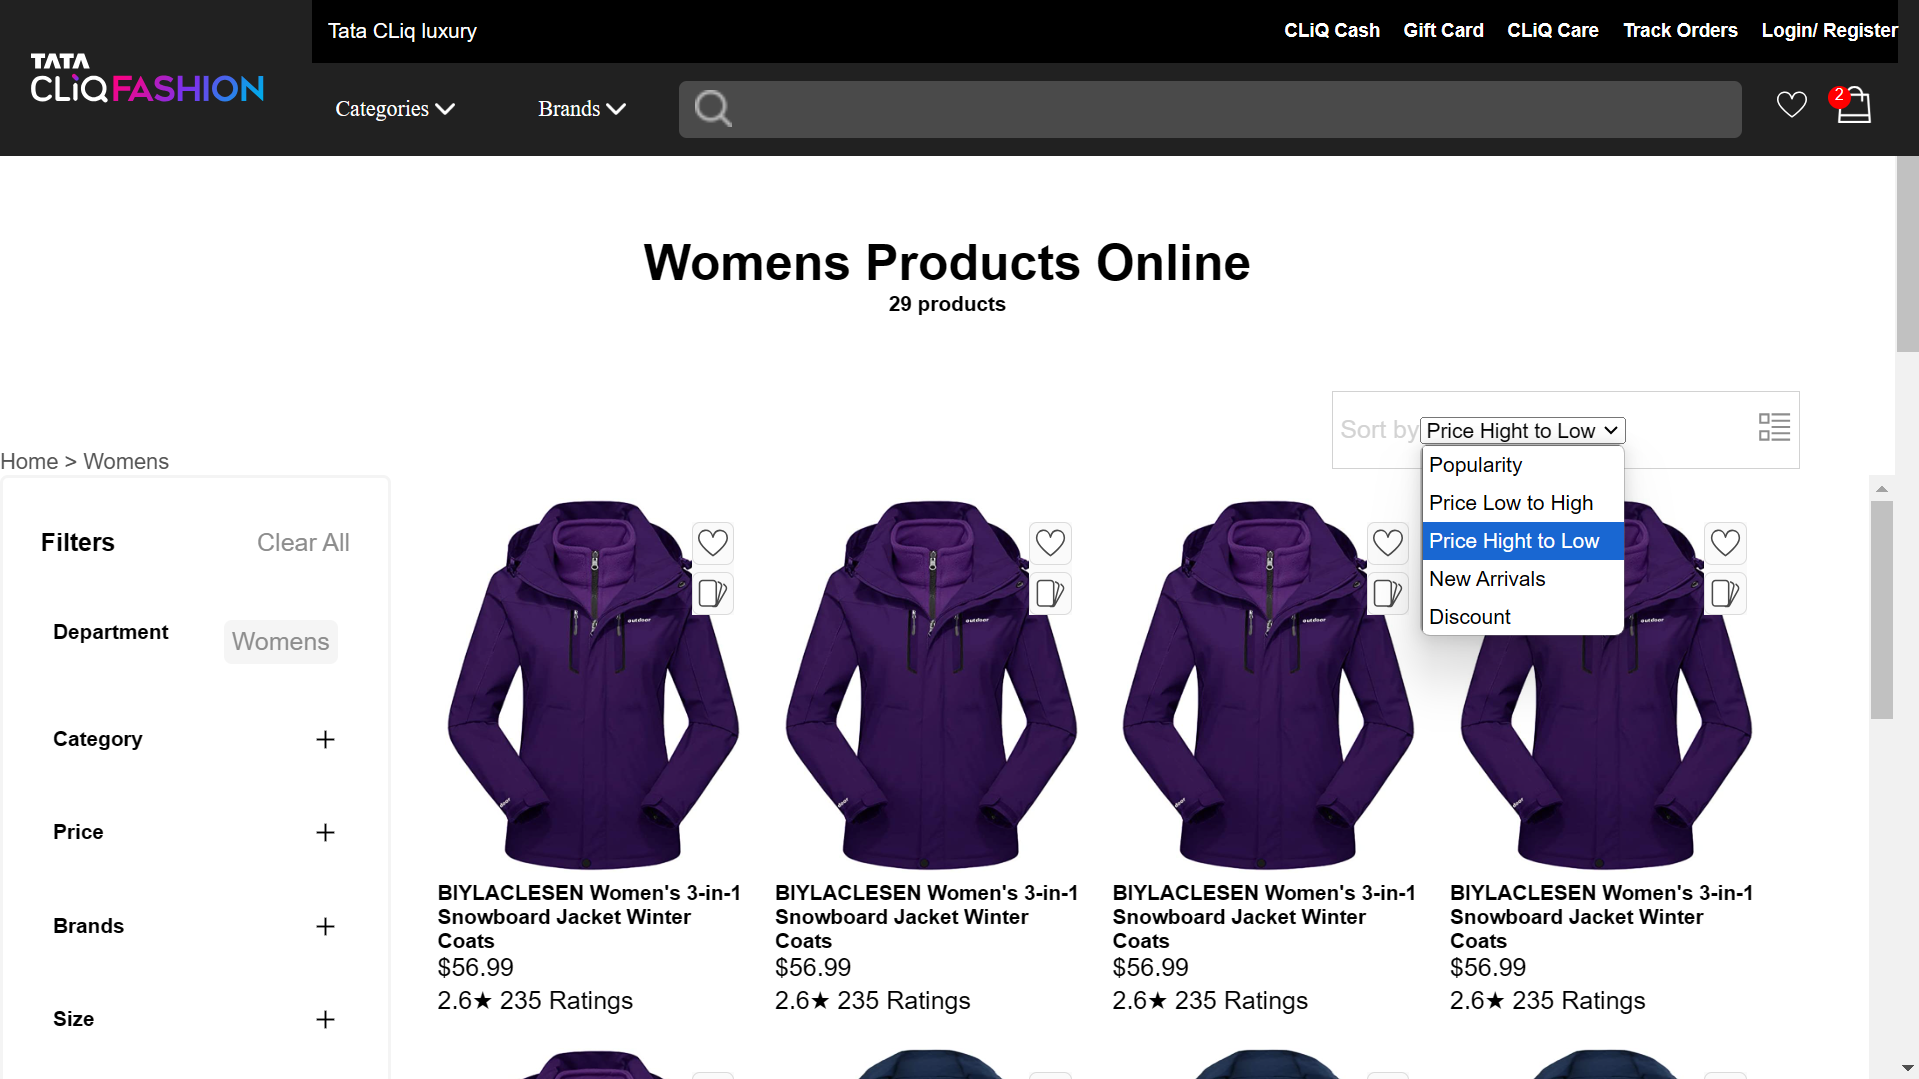 Tata CLiq luxury
CLiQ Cash
Gift Card
CLiQ Care
Track Orders
Login/ Register
TATA
CLiQ FASHION
Categories
Brands
2
Womens Products Online
29 products
Sort by
Price Hight to Low
Popularity
Price Low to High
Price Hight to Low
New Arrivals
Discount
Home > Womens
Filters
Clear All
Department
Womens
Category
+
Price
+
Brands
+
Size
+
outdoor
outdoor
outdoor
outdoor
BIYLACLESEN Women's 3-in-1
Snowboard Jacket Winter
Coats
$56.99
2.6★ 235 Ratings
BIYLACLESEN Women's 3-in-1
Snowboard Jacket Winter
Coats
$56.99
2.6★ 235 Ratings
BIYLACLESEN Women's 3-in-1
Snowboard Jacket Winter
Coats
$56.99
2.6★ 235 Ratings
BIYLACLESEN Women's 3-in-1
Snowboard Jacket Winter
Coats
$56.99
2.6★ 235 Ratings